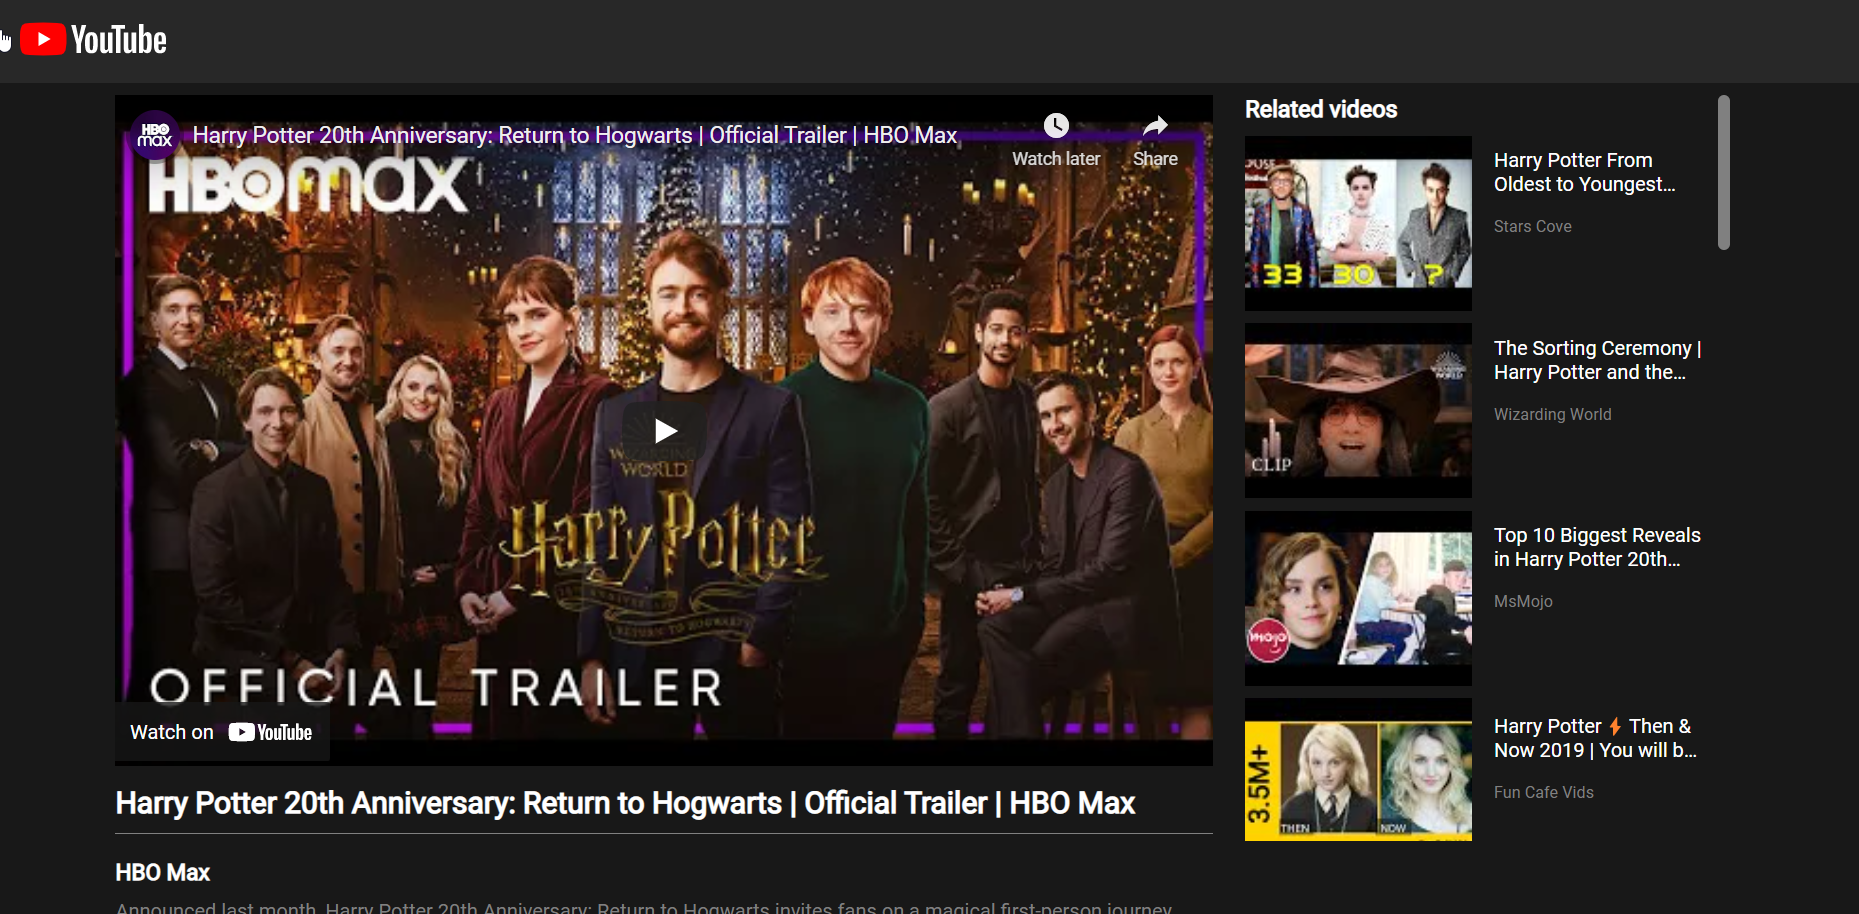 YouTube
HBO max
Harry Potter 20th Anniversary: Return to Hogwarts | Official Trailer | HBO Max
Watch later
Share
HBOmax
WIZARDING
WORLD
Harry Potter
20TH ANNIVERSARY
RETURN TO HOGWARTS
OFFICIAL TRAILER
Watch on YouTube
Harry Potter 20th Anniversary: Return to Hogwarts | Official Trailer | HBO Max
HBO Max
Announced last month, Harry Potter 20th Anniversary: Return to Hogwarts invites fans on a magical first-person journey
Related videos
33
30
?
Harry Potter From
Oldest to Youngest...
Stars Cove
WIZARDING
WORLD
CLIP
The Sorting Ceremony |
Harry Potter and the...
Wizarding World
mojo
Top 10 Biggest Reveals
in Harry Potter 20th...
MsMojo
3.5M+
THEN
NOW
Harry Potter ⚡ Then &
Now 2019 | You will b...
Fun Cafe Vids